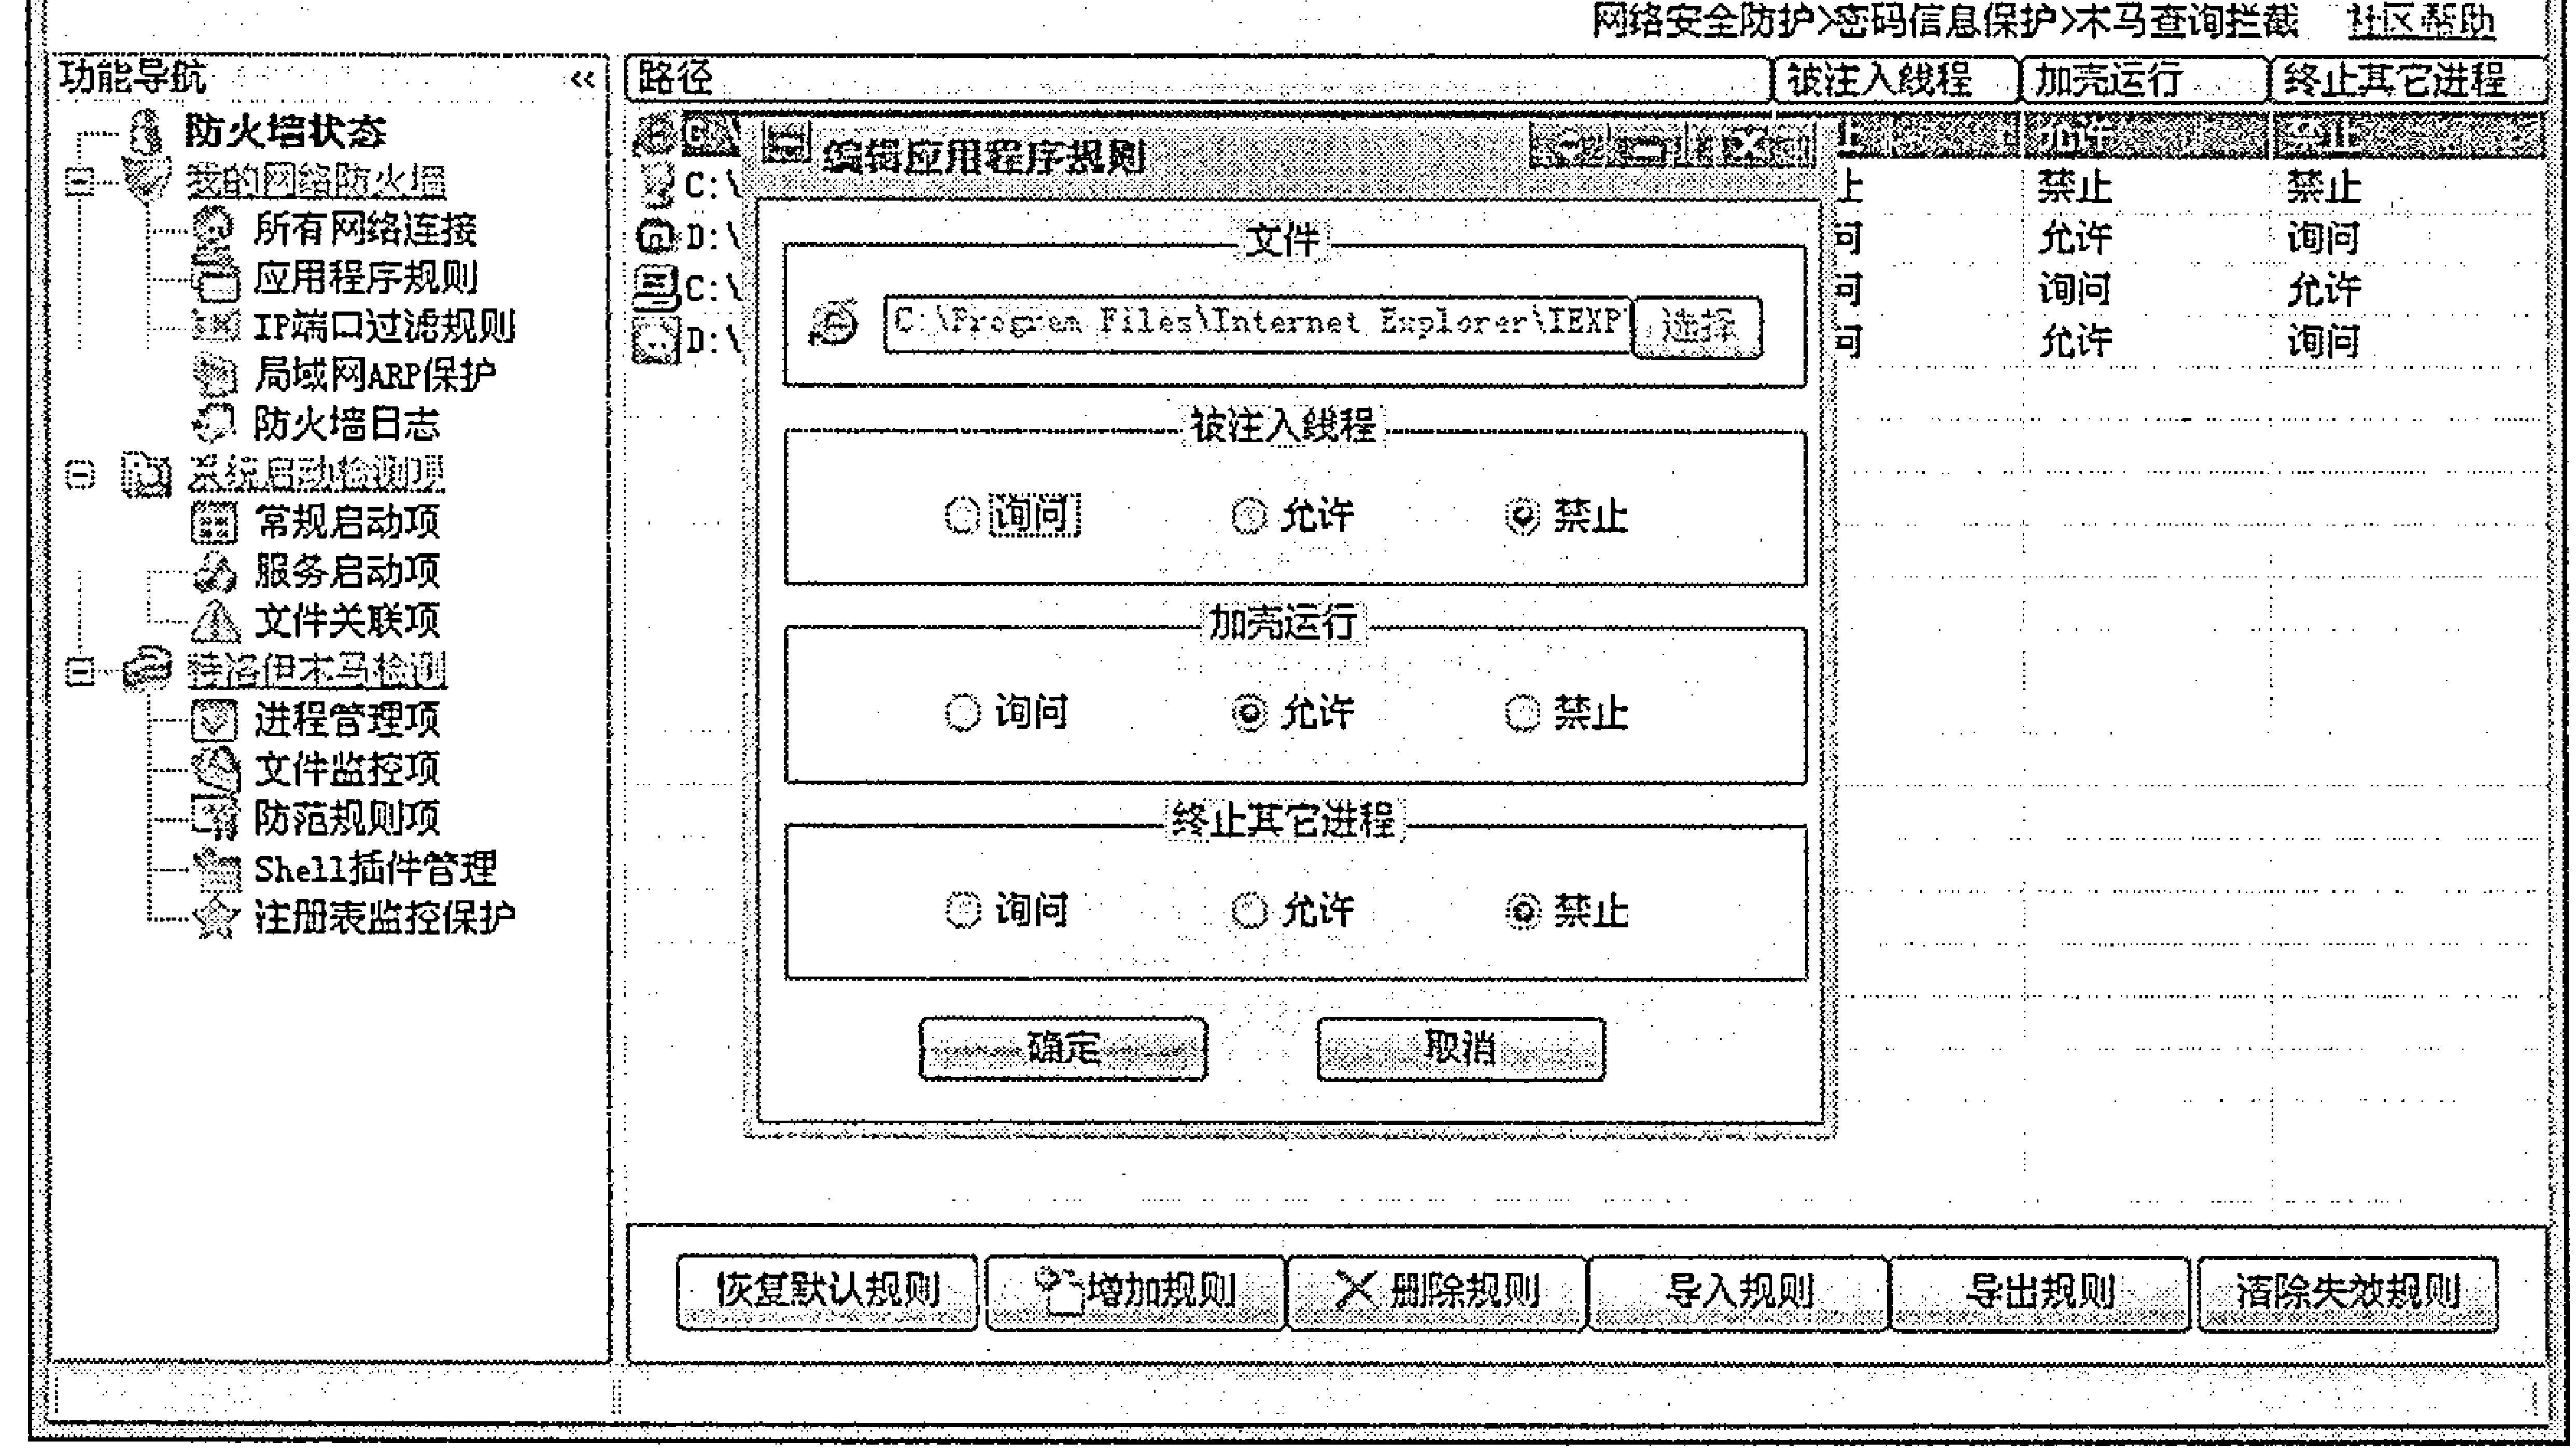 网络安全防护>密码信息保护>木马查询拦截 社区帮助
功能导航 «
防火墙状态
我的网络防火墙
所有网络连接
应用程序规则
IP端口过滤规则
局域网ARP保护
防火墙日志
系统启动检测项
常规启动项
服务启动项
文件关联项
特洛伊木马检测
进程管理项
文件监控项
防范规则项
Shell插件管理
注册表监控保护
路径 被注入线程 加壳运行 终止其它进程
止 允许 禁止
C:\ 止 禁止 禁止
D:\ 问 允许 询问
C:\ 问 询问 允许
D:\ 问 允许 询问
编辑应用程序规则
文件
C:\Program Files\Internet Explorer\IEXP 选择
被注入线程
询问 允许 禁止
加壳运行
询问 允许 禁止
终止其它进程
询问 允许 禁止
确定 取消
恢复默认规则 增加规则 删除规则 导入规则 导出规则 清除失效规则